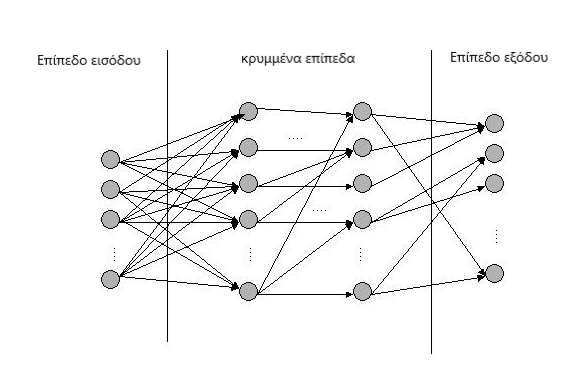 Επίπεδο εισόδου
κρυμμένα επίπεδα
Επίπεδο εξόδου